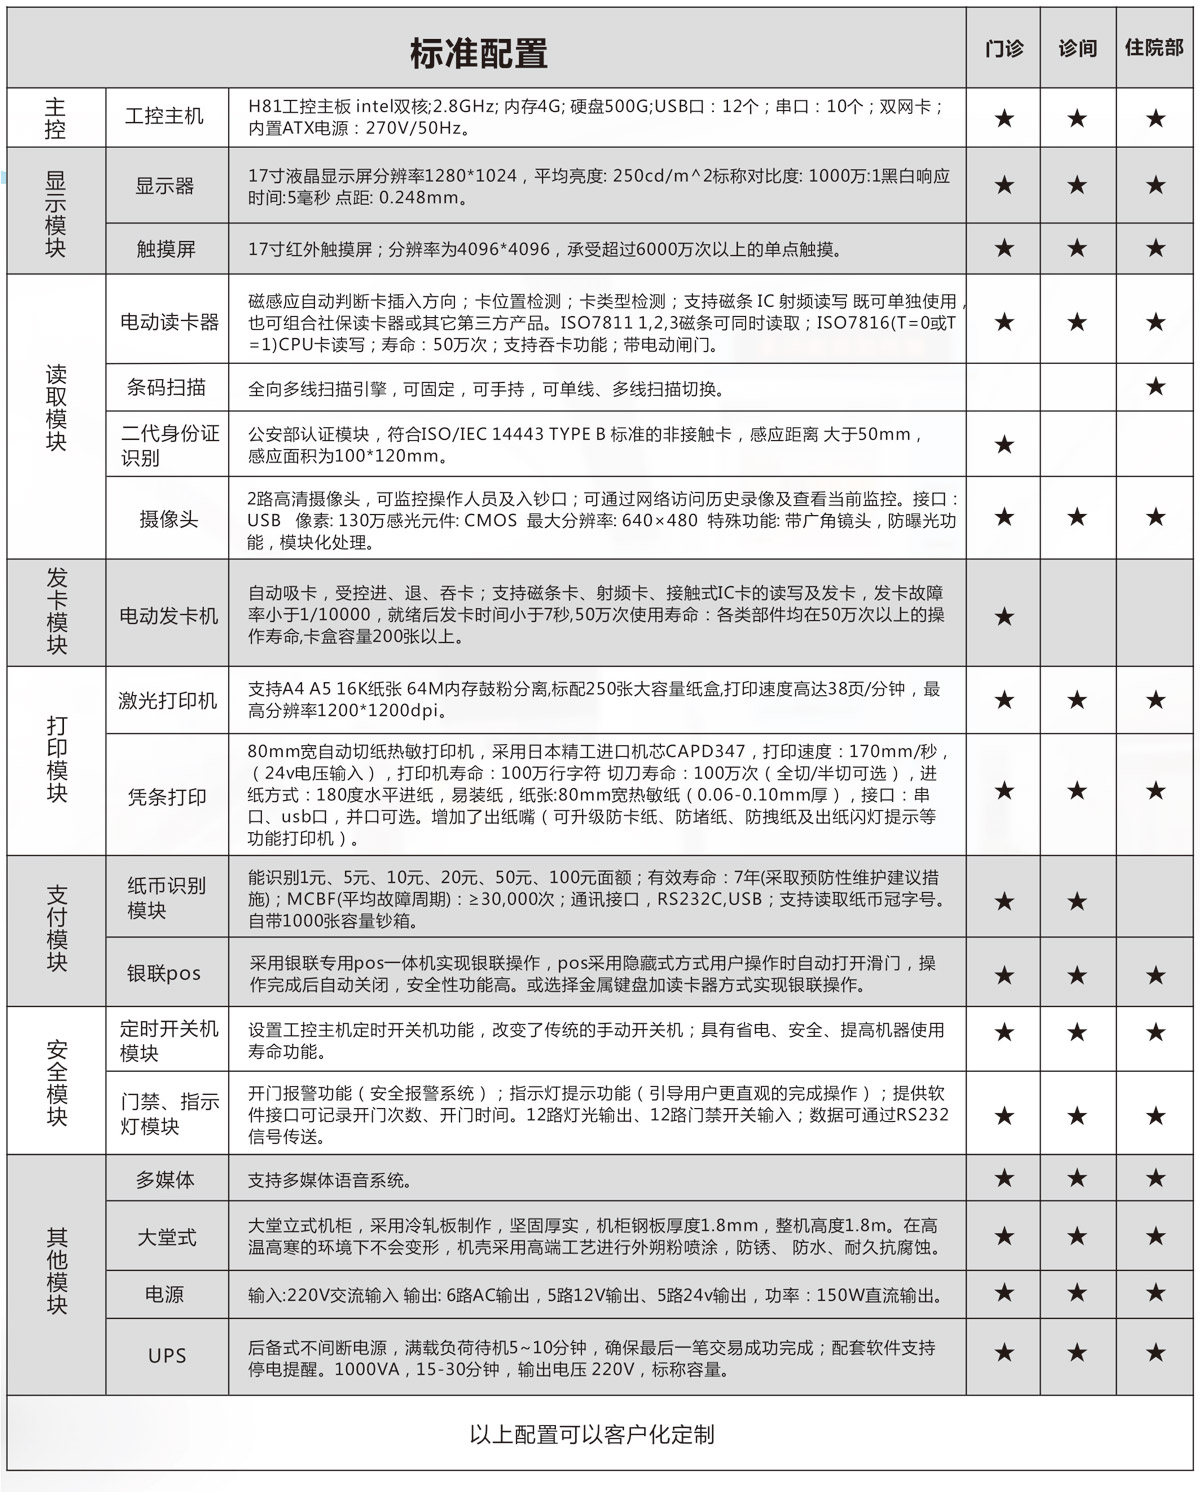 标准配置 门诊 诊间 住院部
主控
工控主机
H81工控主板 intel双核;2.8GHz; 内存4G; 硬盘500G;USB口：12个；串口：10个；双网卡；
内置ATX电源：270V/50Hz。
★ ★ ★
显示模块
显示器
17寸液晶显示屏分辨率1280*1024，平均亮度: 250cd/m^2标称对比度: 1000万:1黑白响应
时间:5毫秒 点距: 0.248mm。
★ ★ ★
触摸屏
17寸红外触摸屏；分辨率为4096*4096，承受超过6000万次以上的单点触摸。
★ ★ ★
读取模块
电动读卡器
磁感应自动判断卡插入方向；卡位置检测；卡类型检测；支持磁条 IC 射频读写 既可单独使用，
也可组合社保读卡器或其它第三方产品。ISO7811 1,2,3磁条可同时读取；ISO7816(T=0或T
=1)CPU卡读写；寿命：50万次；支持吞卡功能；带电动闸门。
★ ★ ★
条码扫描
全向多线扫描引擎，可固定，可手持，可单线、多线扫描切换。
★
二代身份证
识别
公安部认证模块，符合ISO/IEC 14443 TYPE B 标准的非接触卡，感应距离 大于50mm，
感应面积为100*120mm。
★
摄像头
2路高清摄像头，可监控操作人员及入钞口；可通过网络访问历史录像及查看当前监控。接口：
USB 像素: 130万感光元件: CMOS 最大分辨率: 640×480 特殊功能: 带广角镜头，防曝光功
能，模块化处理。
★ ★ ★
发卡模块
电动发卡机
自动吸卡，受控进、退、吞卡；支持磁条卡、射频卡、接触式IC卡的读写及发卡，发卡故障
率小于1/10000，就绪后发卡时间小于7秒,50万次使用寿命：各类部件均在50万次以上的操
作寿命,卡盒容量200张以上。
★
打印模块
激光打印机
支持A4 A5 16K纸张 64M内存鼓粉分离,标配250张大容量纸盒,打印速度高达38页/分钟，最
高分辨率1200*1200dpi。
★ ★ ★
凭条打印
80mm宽自动切纸热敏打印机，采用日本精工进口机芯CAPD347，打印速度：170mm/秒，
（24v电压输入），打印机寿命：100万行字符 切刀寿命：100万次（全切/半切可选），进
纸方式：180度水平进纸，易装纸，纸张:80mm宽热敏纸（0.06-0.10mm厚），接口：串
口、usb口，并口可选。增加了出纸嘴（可升级防卡纸、防堵纸、防拽纸及出纸闪灯提示等
功能打印机）。
★ ★ ★
支付模块
纸币识别
模块
能识别1元、5元、10元、20元、50元、100元面额；有效寿命：7年(采取预防性维护建议措
施)；MCBF(平均故障周期)：≥30,000次；通讯接口，RS232C,USB；支持读取纸币冠字号。
自带1000张容量钞箱。
★ ★
银联pos
采用银联专用pos一体机实现银联操作，pos采用隐藏式方式用户操作时自动打开滑门，操
作完成后自动关闭，安全性功能高。或选择金属键盘加读卡器方式实现银联操作。
★ ★ ★
安全模块
定时开关机
模块
设置工控主机定时开关机功能，改变了传统的手动开关机；具有省电、安全、提高机器使用
寿命功能。
★ ★ ★
门禁、指示
灯模块
开门报警功能（安全报警系统）；指示灯提示功能（引导用户更直观的完成操作）；提供软
件接口可记录开门次数、开门时间。12路灯光输出、12路门禁开关输入；数据可通过RS232
信号传送。
★ ★ ★
其他模块
多媒体
支持多媒体语音系统。
★ ★ ★
大堂式
大堂立式机柜，采用冷轧板制作，坚固厚实，机柜钢板厚度1.8mm，整机高度1.8m。在高
温高寒的环境下不会变形，机壳采用高端工艺进行外朔粉喷涂，防锈、 防水、耐久抗腐蚀。
★ ★ ★
电源
输入:220V交流输入 输出: 6路AC输出，5路12V输出、5路24v输出，功率：150W直流输出。
★ ★ ★
UPS
后备式不间断电源，满载负荷待机5~10分钟，确保最后一笔交易成功完成；配套软件支持
停电提醒。1000VA，15-30分钟，输出电压 220V，标称容量。
★ ★ ★
以上配置可以客户化定制